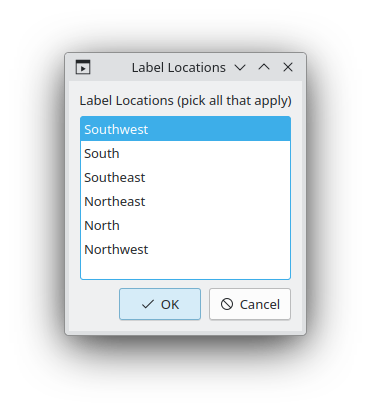 Label Locations
Label Locations (pick all that apply)
Southwest
South
Southeast
Northeast
North
Northwest
OK
Cancel